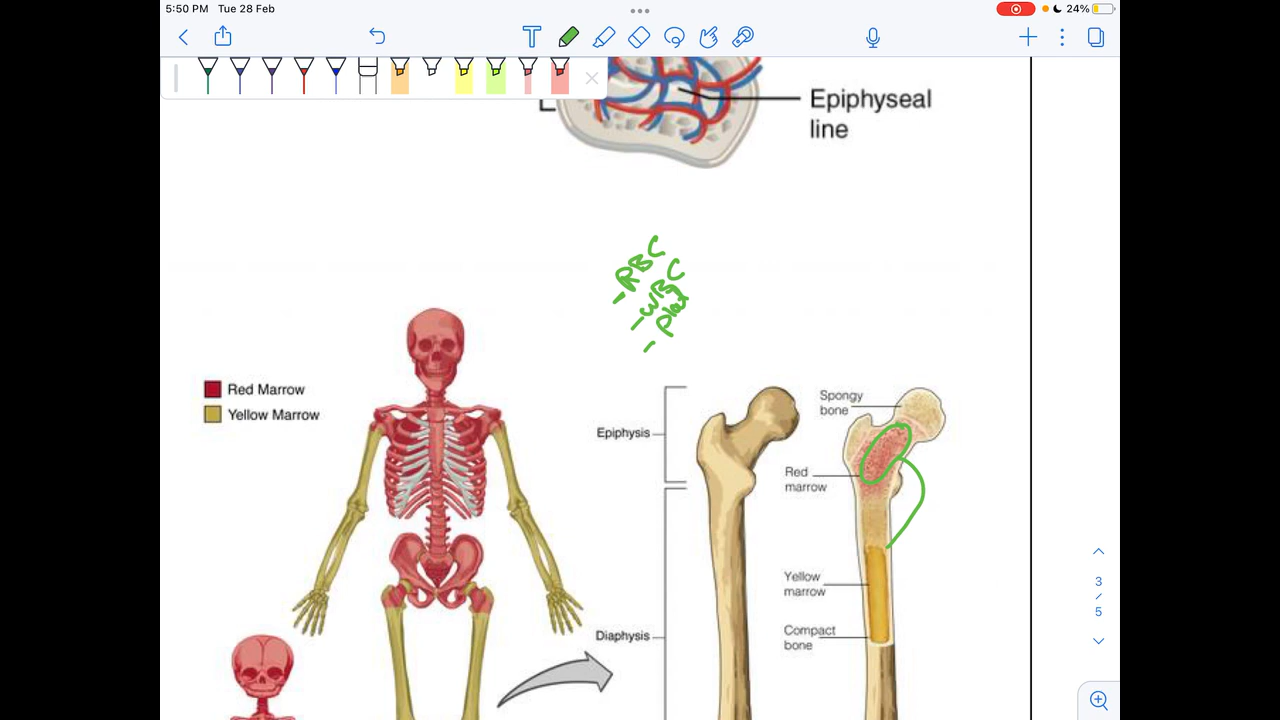 5:50 PM Tue 28 Feb
24%
T
Epiphyseal
line
- RBC
- WBC
- plat
Red Marrow
Yellow Marrow
Epiphysis
Spongy
bone
Red
marrow
Yellow
marrow
Diaphysis
Compact
bone
3
/
5